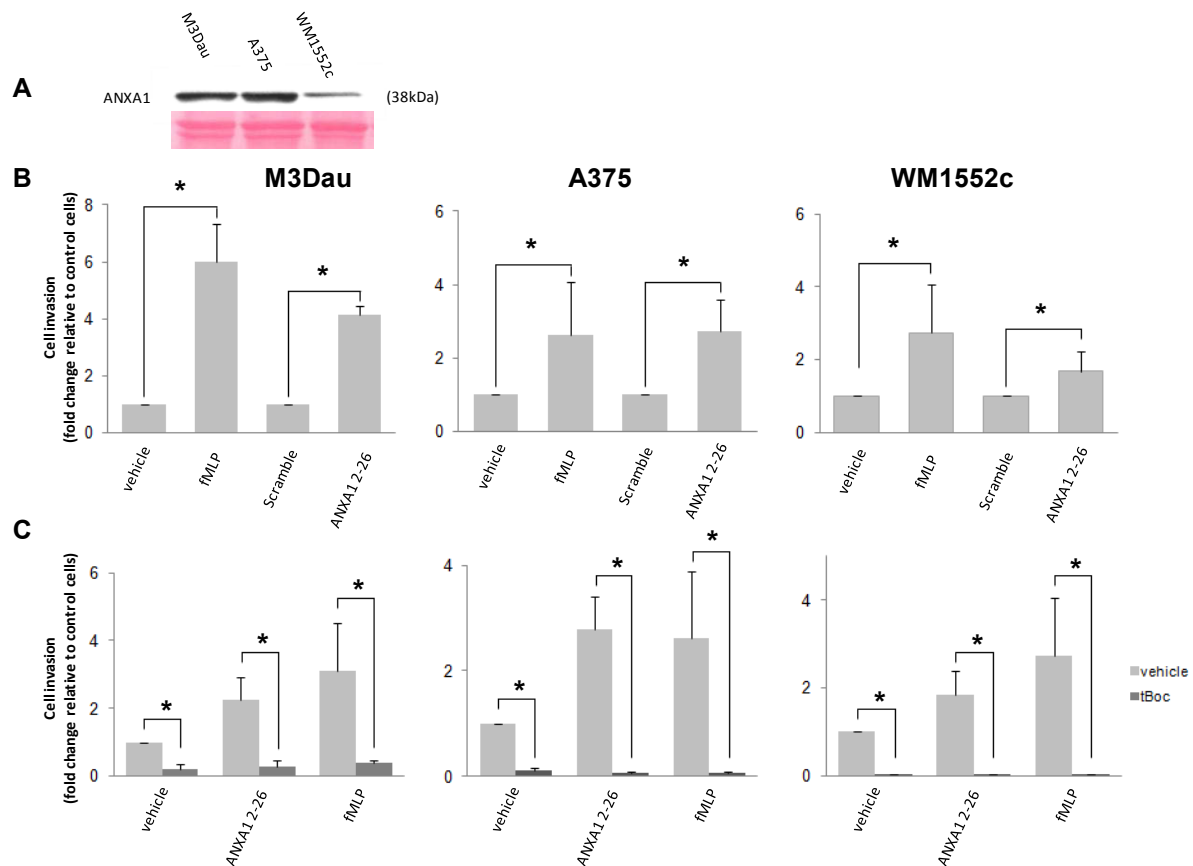 M3Dau
A375
WM1552c
A
ANXA1
(38kDa)
B
M3Dau
A375
WM1552c
Cell invasion
(fold change relative to control cells)
8
6
4
2
0
*
*
vehicle
fMLP
Scramble
ANXA1 2-26
6
4
2
0
*
*
vehicle
fMLP
Scramble
ANXA1 2-26
6
4
2
0
*
*
vehicle
fMLP
Scramble
ANXA1 2-26
C
Cell invasion
(fold change relative to control cells)
6
4
2
0
*
*
*
vehicle
ANXA1 2-26
fMLP
4
2
0
*
*
*
vehicle
ANXA1 2-26
fMLP
4
2
0
*
*
*
vehicle
ANXA1 2-26
fMLP
vehicle
tBoc